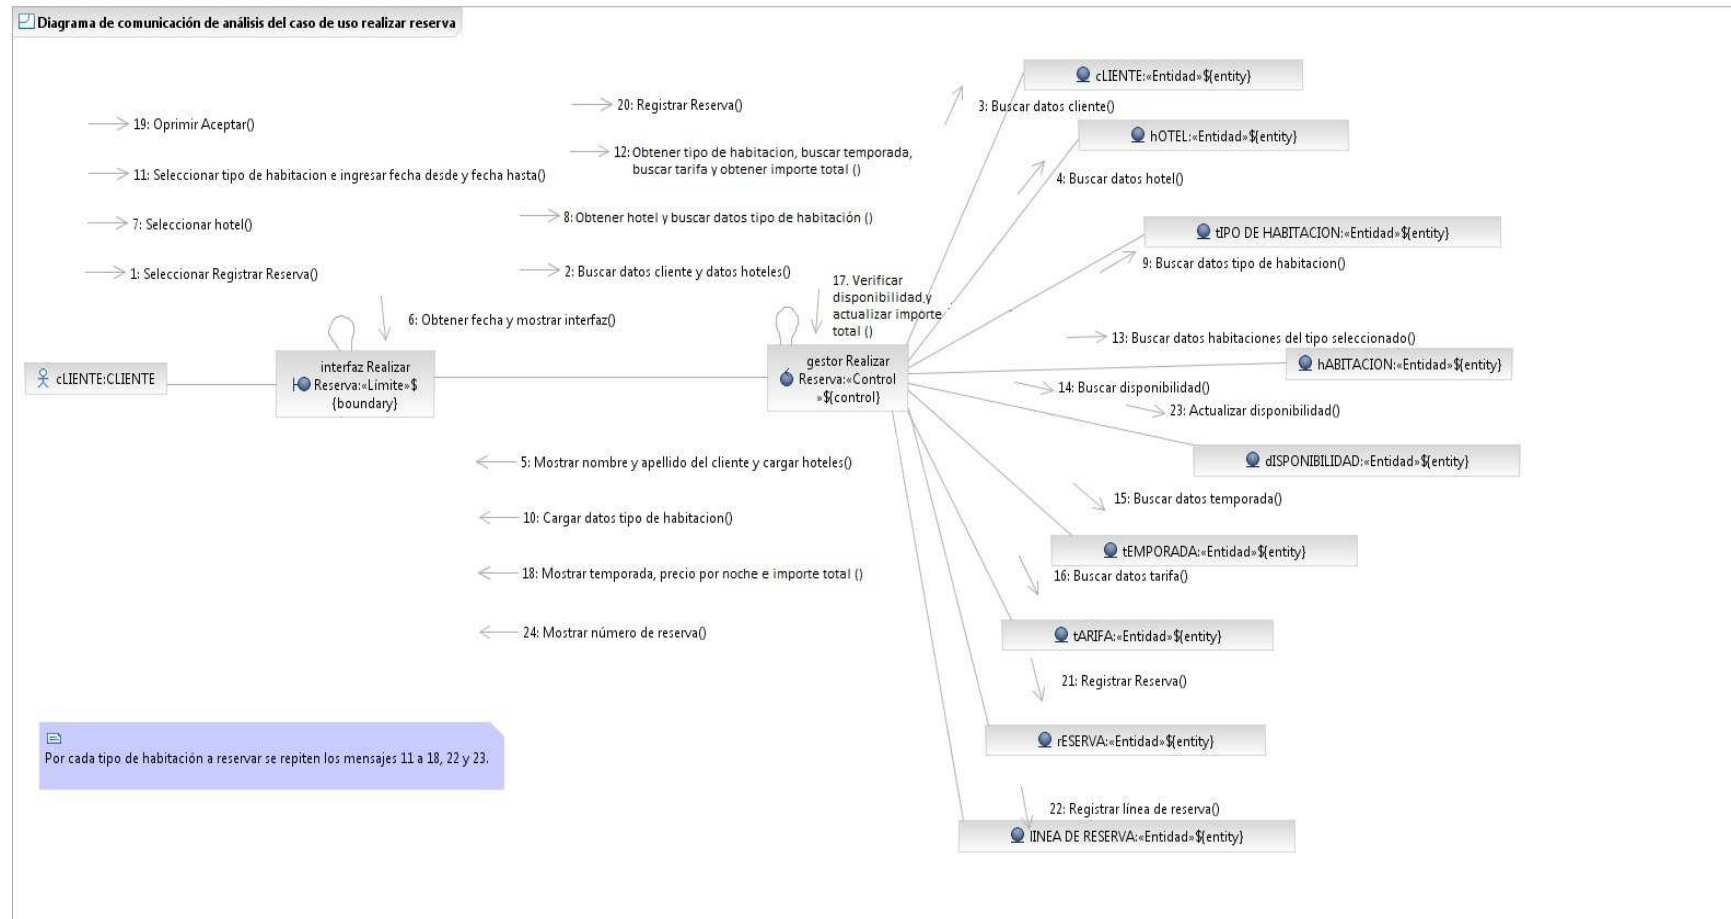 Diagrama de comunicación de análisis del caso de uso realizar reserva
cLIENTE:«Entidad»${entity}
20: Registrar Reserva()
3: Buscar datos cliente()
19: Oprimir Aceptar()
hOTEL:«Entidad»${entity}
12: Obtener tipo de habitacion, buscar temporada,
buscar tarifa y obtener importe total ()
11: Seleccionar tipo de habitacion e ingresar fecha desde y fecha hasta()
4: Buscar datos hotel()
8: Obtener hotel y buscar datos tipo de habitación ()
7: Seleccionar hotel()
tIPO DE HABITACION:«Entidad»${entity}
9: Buscar datos tipo de habitacion()
1: Seleccionar Registrar Reserva()
2: Buscar datos cliente y datos hoteles()
17. Verificar
disponibilidad y
actualizar importe
total ()
6: Obtener fecha y mostrar interfaz()
13: Buscar datos habitaciones del tipo seleccionado()
cLIENTE:CLIENTE
interfaz Realizar
Reserva:«Límite»$
{boundary}
gestor Realizar
Reserva:«Control
»${control}
hABITACION:«Entidad»${entity}
14: Buscar disponibilidad()
23: Actualizar disponibilidad()
5: Mostrar nombre y apellido del cliente y cargar hoteles()
dISPONIBILIDAD:«Entidad»${entity}
15: Buscar datos temporada()
10: Cargar datos tipo de habitacion()
tEMPORADA:«Entidad»${entity}
18: Mostrar temporada, precio por noche e importe total ()
16: Buscar datos tarifa()
24: Mostrar número de reserva()
tARIFA:«Entidad»${entity}
21: Registrar Reserva()
rESERVA:«Entidad»${entity}
Por cada tipo de habitación a reservar se repiten los mensajes 11 a 18, 22 y 23.
22: Registrar línea de reserva()
lINEA DE RESERVA:«Entidad»${entity}